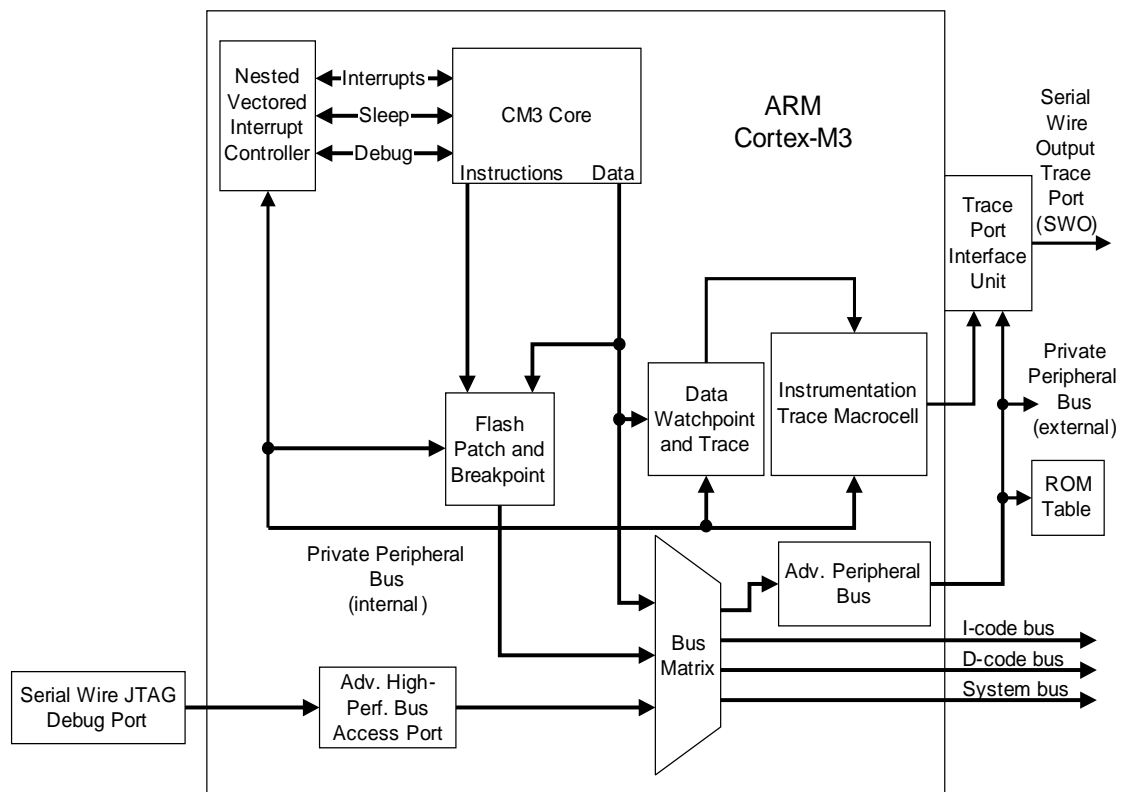 Nested
Vectored
Interrupt
Controller
Interrupts
Sleep
Debug
CM3 Core
Instructions
Data
ARM
Cortex-M3
Serial
Wire
Output
Trace
Port
(SWO)
Trace
Port
Interface
Unit
Flash
Patch and
Breakpoint
Data
Watchpoint
and Trace
Instrumentation
Trace Macrocell
Private
Peripheral
Bus
(external)
ROM
Table
Private Peripheral
Bus
(internal)
Adv. Peripheral
Bus
Bus
Matrix
I-code bus
D-code bus
System bus
Serial Wire JTAG
Debug Port
Adv. High-
Perf. Bus
Access Port